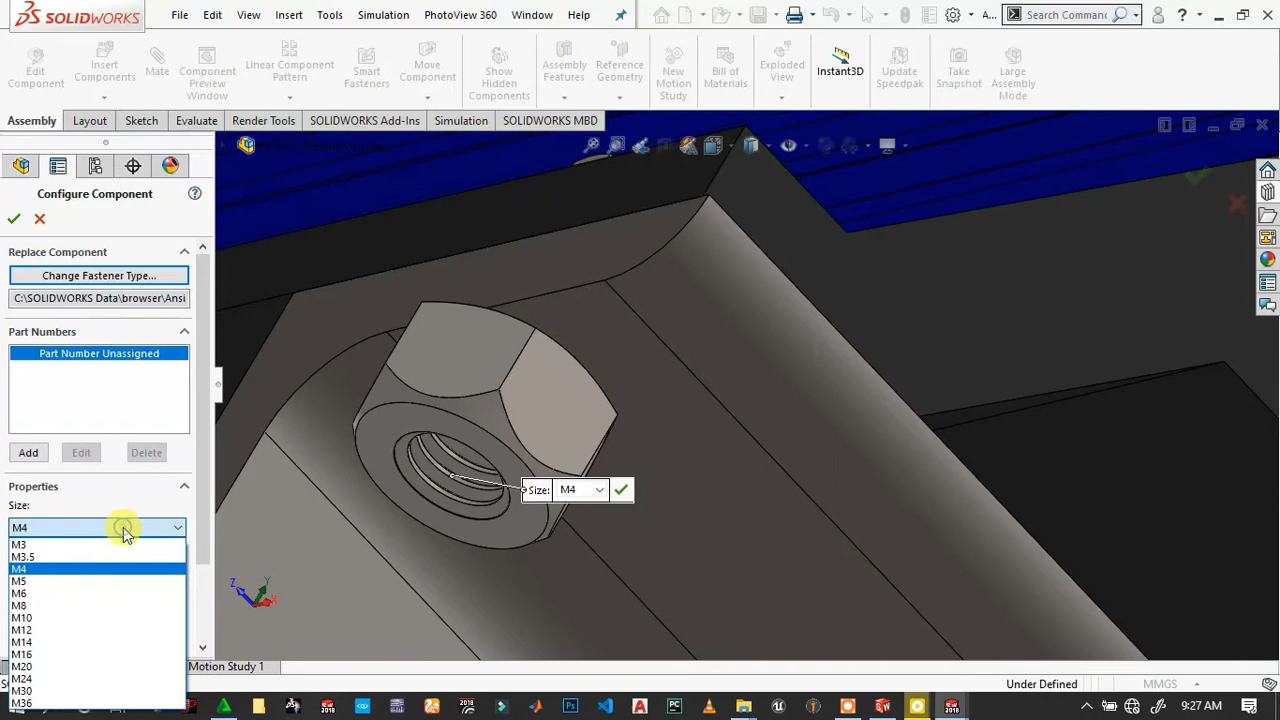 SOLIDWORKS
File Edit View Insert Tools Simulation PhotoView 360 Window Help
A... Search Command
Edit Component
Insert Components
Mate
Component Preview Window
Linear Component Pattern
Smart Fasteners
Move Component
Show Hidden Components
Assembly Features
Reference Geometry
New Motion Study
Bill of Materials
Exploded View
Instant3D
Update Speedpak
Take Snapshot
Large Assembly Mode
Assembly Layout Sketch Evaluate Render Tools SOLIDWORKS Add-Ins Simulation SOLIDWORKS MBD
Configure Component
Replace Component
Change Fastener Type...
C:\SOLIDWORKS Data\browser\Ansi
Part Numbers
Part Number Unassigned
Add Edit Delete
Properties
Size:
M4
M3
M3.5
M4
M5
M6
M8
M10
M12
M14
M16
M20
M24
M30
M36
Size: M4
Z Y X
Motion Study 1
Under Defined MMGS
9:27 AM